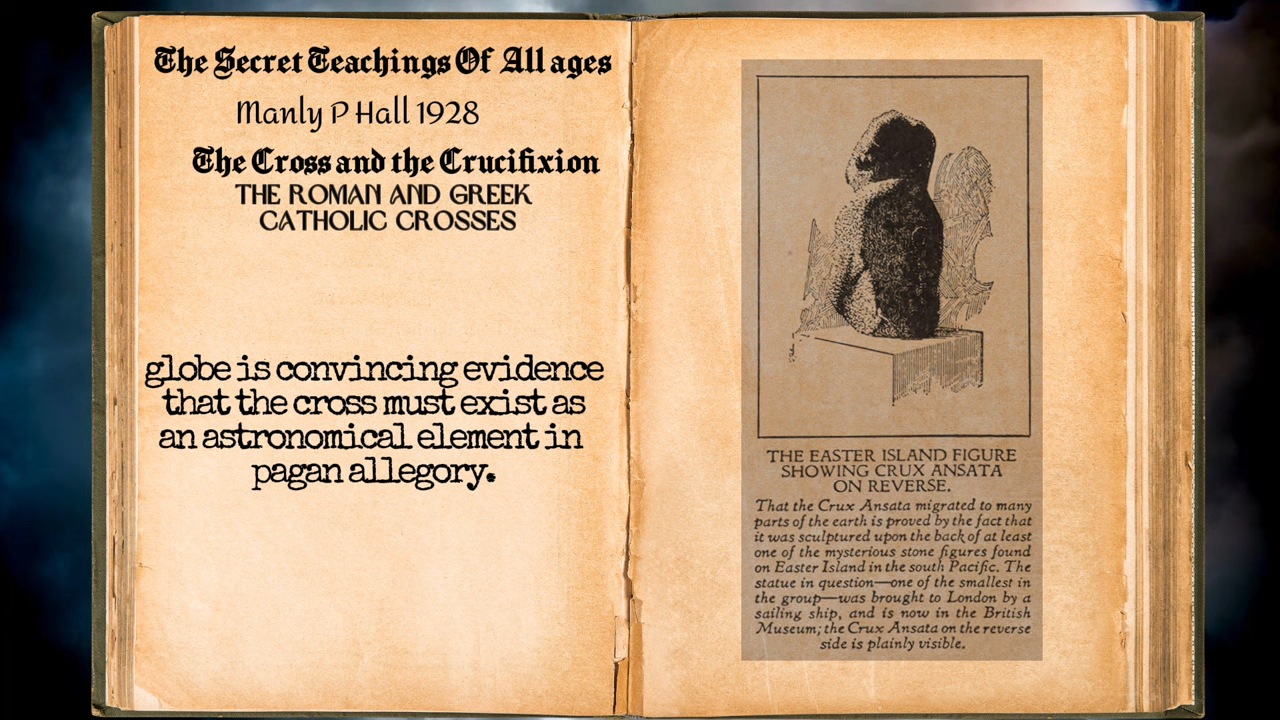 The Secret Teachings Of All ages
Manly P Hall 1928
The Cross and the Crucifixion
THE ROMAN AND GREEK
CATHOLIC CROSSES
globe is convincing evidence
that the cross must exist as
an astronomical element in
pagan allegory.
THE EASTER ISLAND FIGURE
SHOWING CRUX ANSATA
ON REVERSE.
That the Crux Ansata migrated to many
parts of the earth is proved by the fact that
it was sculptured upon the back of at least
one of the mysterious stone figures found
on Easter Island in the south Pacific. The
statue in question—one of the smallest in
the group—was brought to London by a
sailing ship, and is now in the British
Museum; the Crux Ansata on the reverse
side is plainly visible.